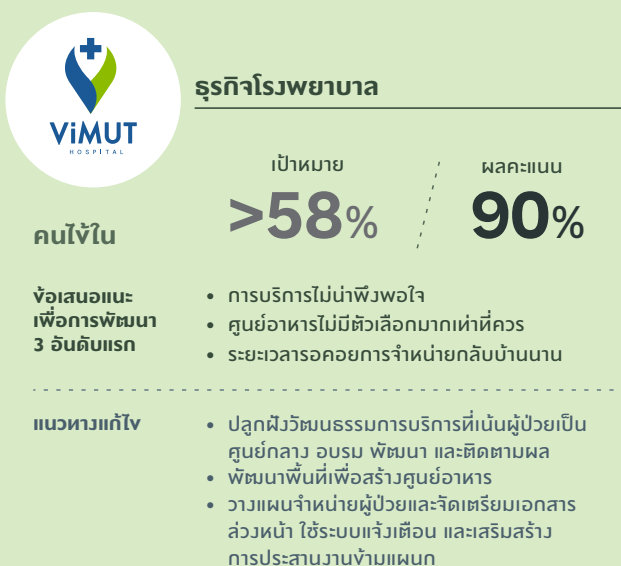 ViMUT
HOSPITAL
ธุรกิจโรงพยาบาล
เป้าหมาย
>58%
ผลคะแนน
90%
คนไข้ใน
ข้อเสนอแนะ
เพื่อการพัฒนา
3 อันดับแรก
• การบริการไม่น่าพึงพอใจ
• ศูนย์อาหารไม่มีตัวเลือกมากเท่าที่ควร
• ระยะเวลารอคอยการจำหน่ายกลับบ้านนาน
แนวทางแก้ไข
• ปลูกฝังวัฒนธรรมการบริการที่เน้นผู้ป่วยเป็น
ศูนย์กลาง อบรม พัฒนา และติดตามผล
• พัฒนาพื้นที่เพื่อสร้างศูนย์อาหาร
• วางแผนจำหน่ายผู้ป่วยและจัดเตรียมเอกสาร
ล่วงหน้า ใช้ระบบแจ้งเตือน และเสริมสร้าง
การประสานงานข้ามแผนก